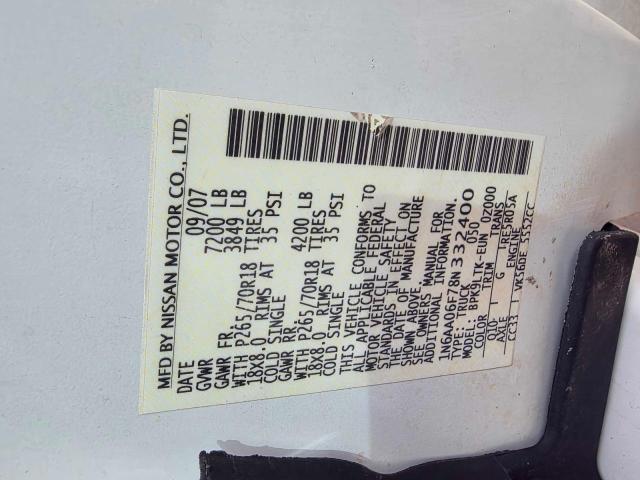 MFD BY NISSAN MOTOR CO., LTD.
DATE 09/07
GVWR 7200 LB
GAWR FR. 3849 LB
WITH P265/70R18 TIRES
18X8.0 RIMS AT 35 PSI
COLD SINGLE
GAWR RR. 4200 LB
WITH P265/70R18 TIRES
18X8.0 RIMS AT 35 PSI
COLD SINGLE
THIS VEHICLE CONFORMS TO
ALL APPLICABLE FEDERAL
MOTOR VEHICLE SAFETY
STANDARDS IN EFFECT ON
THE DATE OF MANUFACTURE
SHOWN ABOVE.
SEE OWNERS MANUAL FOR
ADDITIONAL INFORMATION.
1N6AA06F78N332400
TYPE: TRUCK 050
MODEL: BPK9LTK-EUN 0Z000
COLOR TRIM TRANS
QLO G RE5R05A
AXLE ENGINE
CC33 VK56DE 5552CC